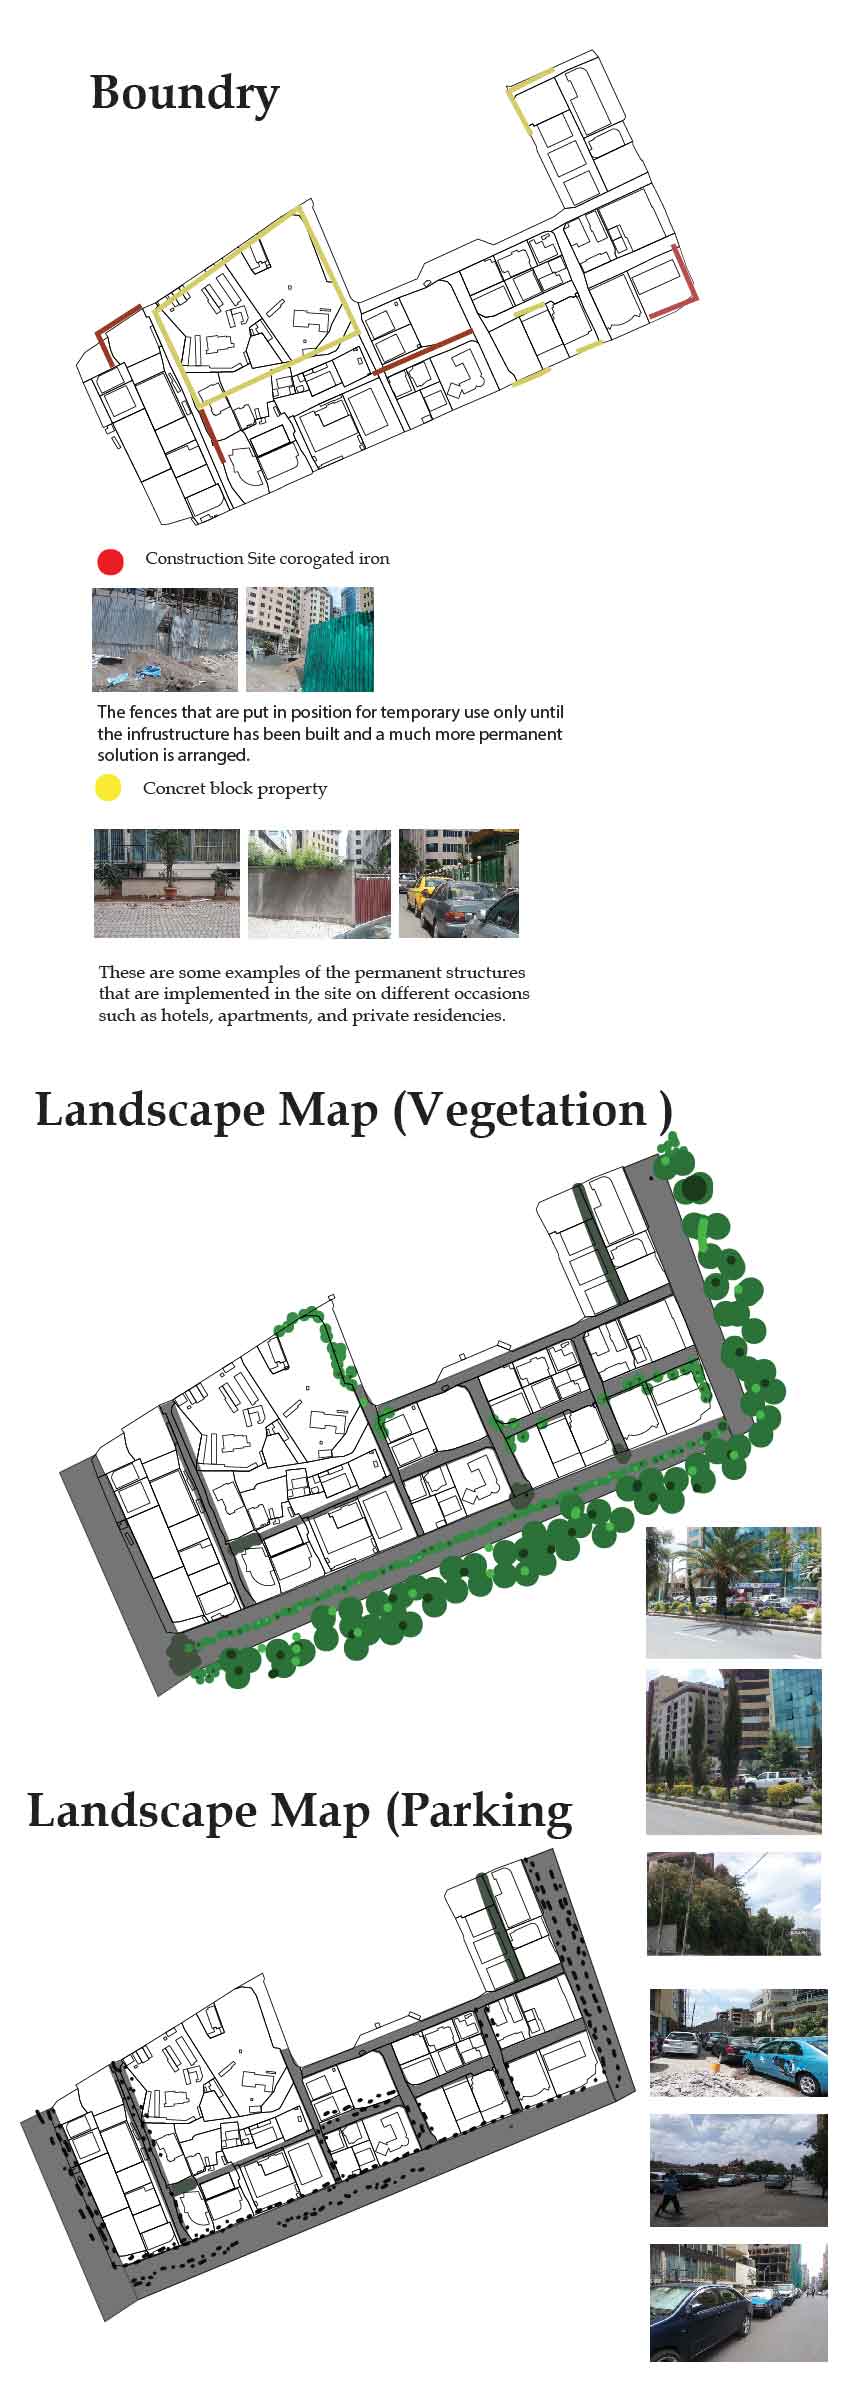 Boundry
Construction Site corogated iron
The fences that are put in position for temporary use only until
the infrustructure has been built and a much more permanent
solution is arranged.
Concret block property
These are some examples of the permanent structures
that are implemented in the site on different occasions
such as hotels, apartments, and private residencies.
Landscape Map (Vegetation )
Landscape Map (Parking